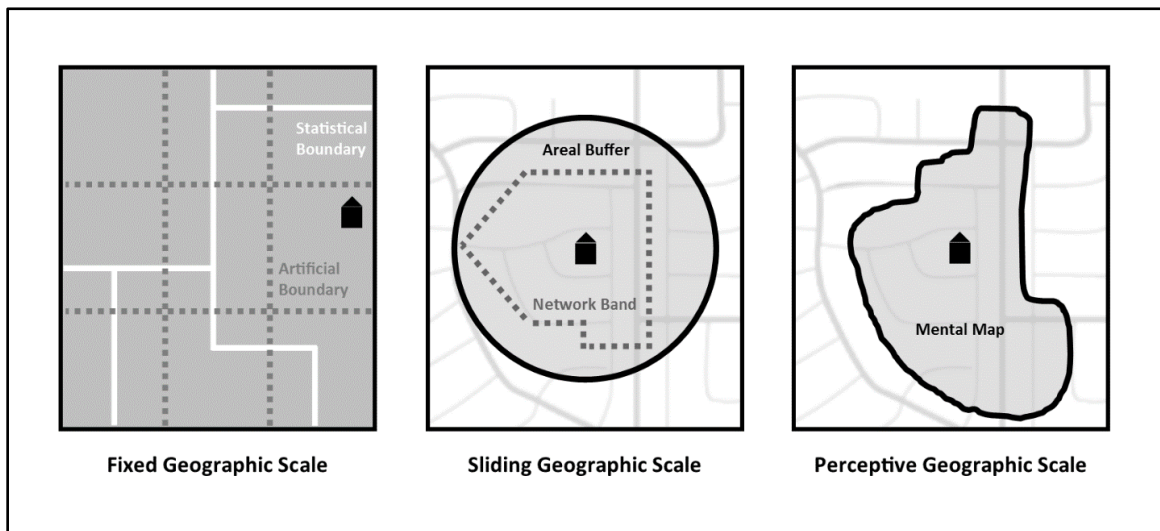 Statistical
Boundary
Artificial
Boundary
Areal Buffer
Network Band
Mental Map
Fixed Geographic Scale
Sliding Geographic Scale
Perceptive Geographic Scale